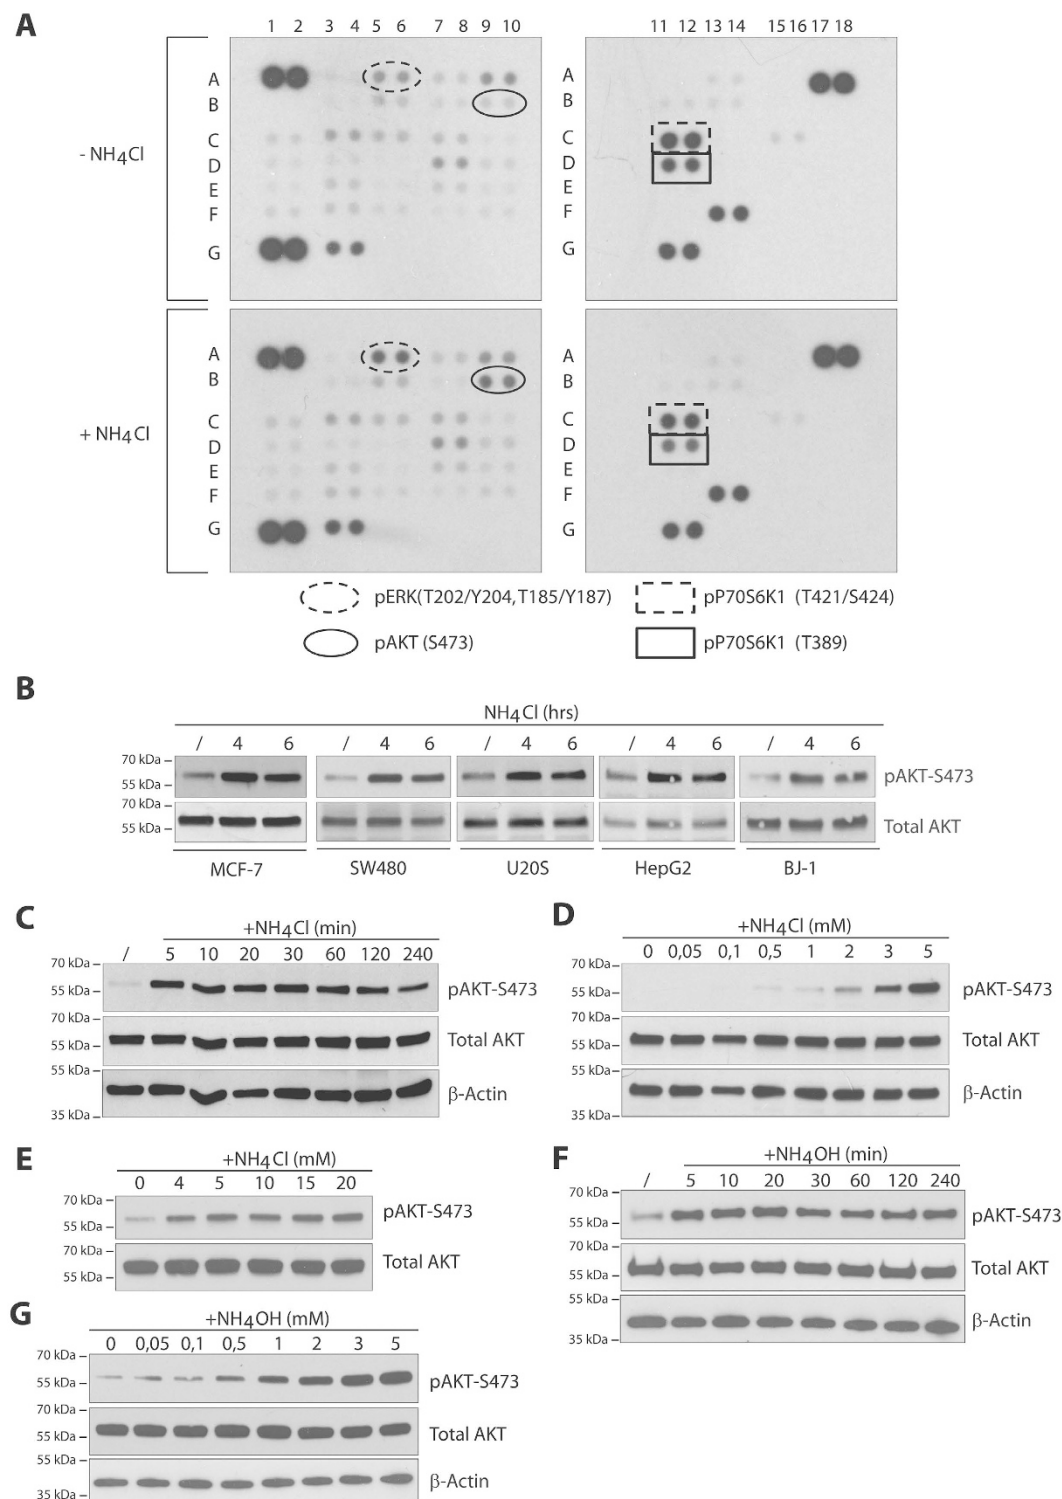 A
1 2 3 4 5 6 7 8 9 10 11 12 13 14 15 16 17 18
- NH4Cl
A A
B B
C C
D D
E E
F F
G G
+ NH4Cl
A A
B B
C C
D D
E E
F F
G G
pERK(T202/Y204,T185/Y187) pP70S6K1 (T421/S424)
pAKT (S473) pP70S6K1 (T389)
B
NH4Cl (hrs)
/ 4 6 / 4 6 / 4 6 / 4 6 / 4 6
70 kDa
55 kDa
pAKT-S473
70 kDa
55 kDa
Total AKT
MCF-7 SW480 U20S HepG2 BJ-1
C
+NH4Cl (min)
/ 5 10 20 30 60 120 240
70 kDa
55 kDa
pAKT-S473
70 kDa
55 kDa
Total AKT
55 kDa
35 kDa
β-Actin
D
+NH4Cl (mM)
0 0,05 0,1 0,5 1 2 3 5
70 kDa
55 kDa
pAKT-S473
70 kDa
55 kDa
Total AKT
55 kDa
35 kDa
β-Actin
E
+NH4Cl (mM)
0 4 5 10 15 20
70 kDa
55 kDa
pAKT-S473
70 kDa
55 kDa
Total AKT
F
+NH4OH (min)
/ 5 10 20 30 60 120 240
70 kDa
55 kDa
pAKT-S473
70 kDa
55 kDa
Total AKT
55 kDa
35 kDa
β-Actin
G
+NH4OH (mM)
0 0,05 0,1 0,5 1 2 3 5
70 kDa
55 kDa
pAKT-S473
70 kDa
55 kDa
Total AKT
55 kDa
35 kDa
β-Actin